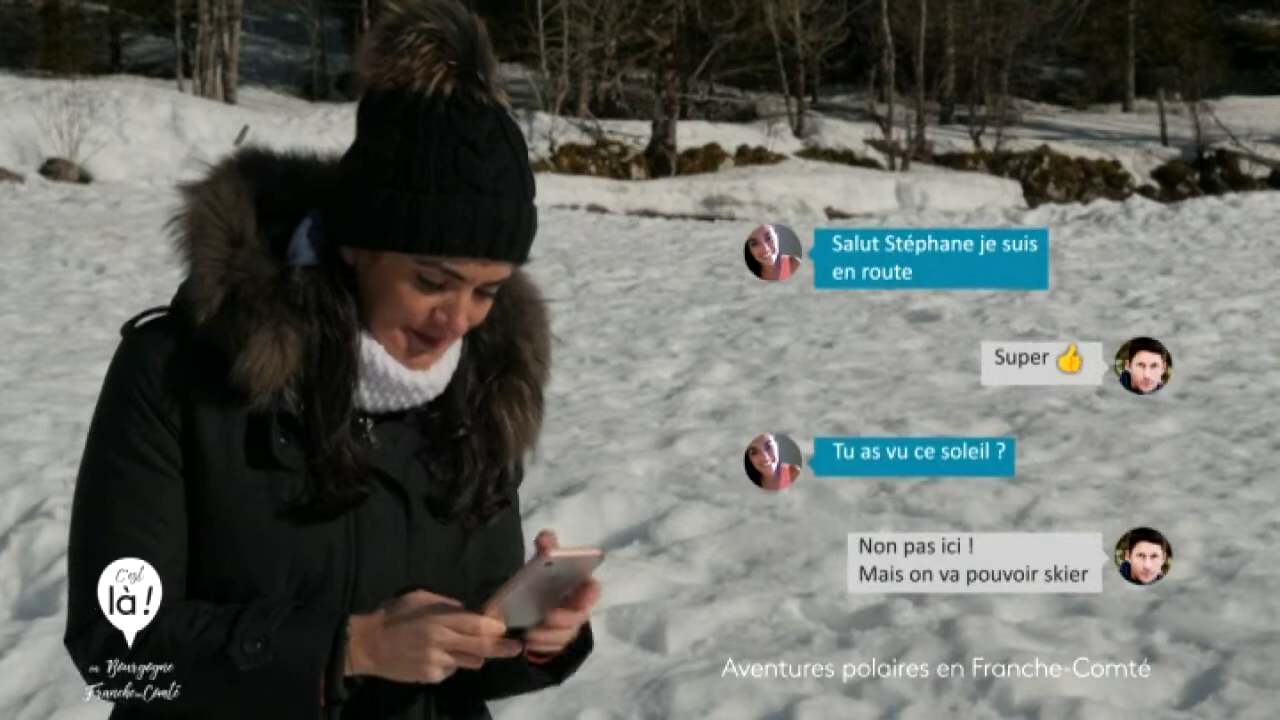 Salut Stéphane je suis
en route
Super 👍
Tu as vu ce soleil ?
Non pas ici !
Mais on va pouvoir skier
C'est
là !
en Bourgogne
Franche-Comté
Aventures polaires en Franche-Comté